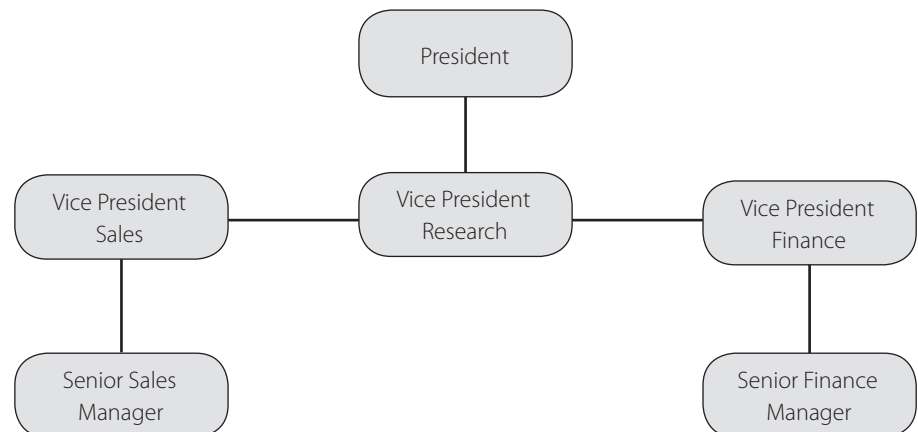 President
Vice President
Sales
Vice President
Research
Vice President
Finance
Senior Sales
Manager
Senior Finance
Manager